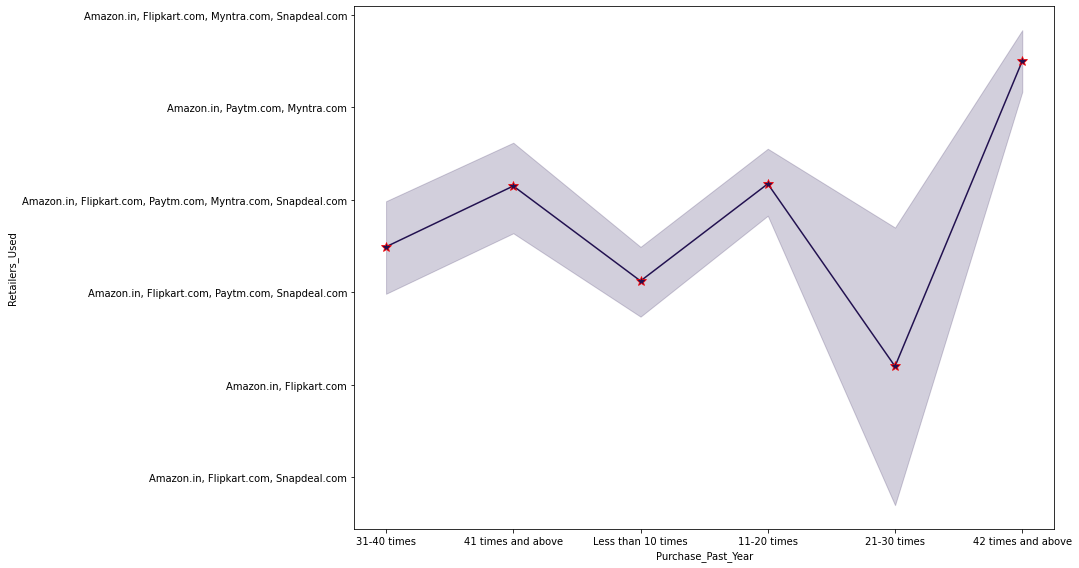 Amazon.in, Flipkart.com, Myntra.com, Snapdeal.com
Amazon.in, Paytm.com, Myntra.com
Amazon.in, Flipkart.com, Paytm.com, Myntra.com, Snapdeal.com
Amazon.in, Flipkart.com, Paytm.com, Snapdeal.com
Amazon.in, Flipkart.com
Amazon.in, Flipkart.com, Snapdeal.com
Retailers_Used
31-40 times
41 times and above
Less than 10 times
11-20 times
21-30 times
42 times and above
Purchase_Past_Year